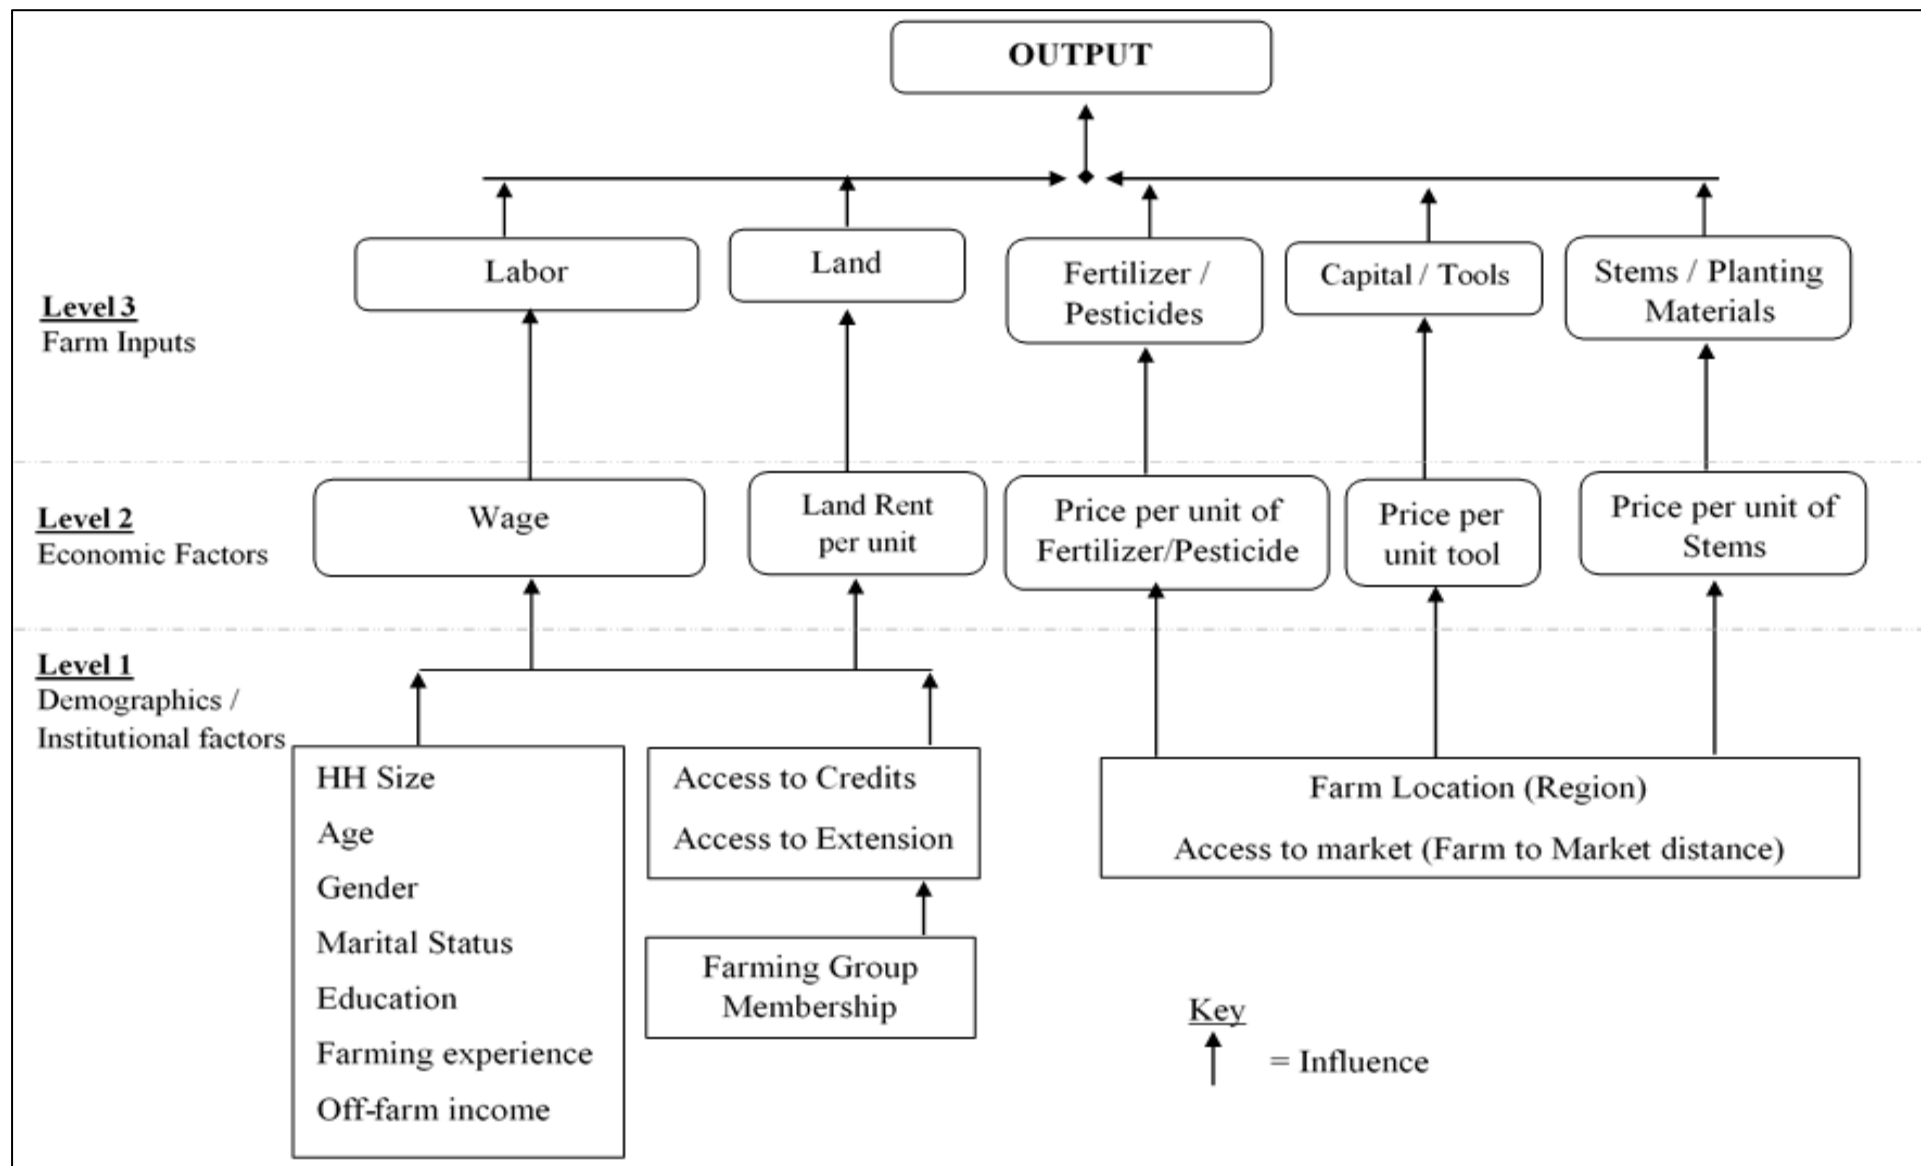 OUTPUT
Labor
Land
Fertilizer /
Pesticides
Capital / Tools
Stems / Planting
Materials
Level 3
Farm Inputs
Wage
Land Rent
per unit
Price per unit of
Fertilizer/Pesticide
Price per
unit tool
Price per unit of
Stems
Level 2
Economic Factors
Level 1
Demographics /
Institutional factors
HH Size
Age
Gender
Marital Status
Education
Farming experience
Off-farm income
Access to Credits
Access to Extension
Farming Group
Membership
Farm Location (Region)
Access to market (Farm to Market distance)
Key
= Influence